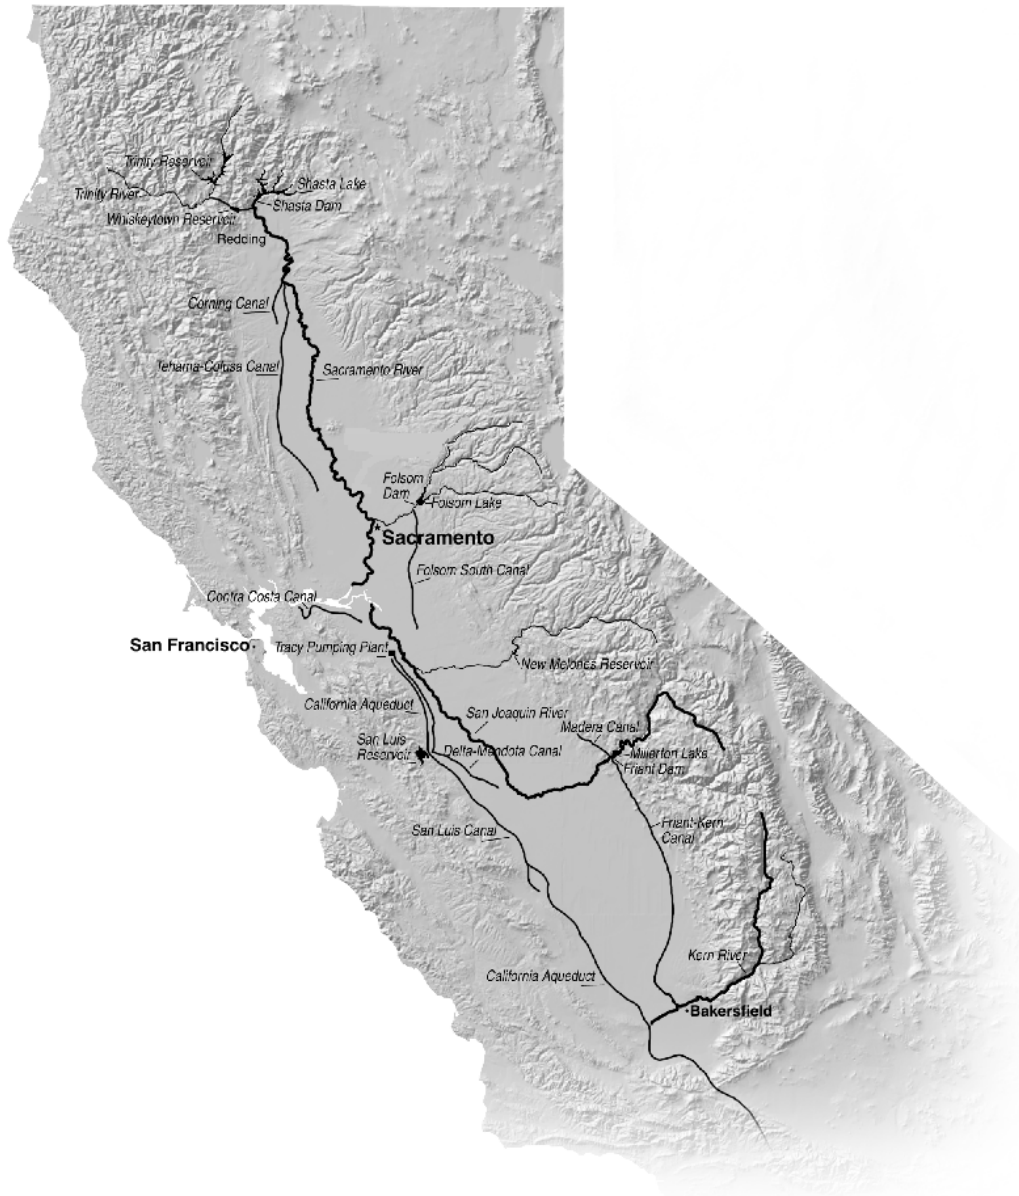 Trinity Reservoir
Shasta Lake
Trinity River
Shasta Dam
Whiskeytown Reservoir
Redding
Corning Canal
Tehama-Colusa Canal
Sacramento River
Folsom
Dam
Folsom Lake
Sacramento
Folsom South Canal
Contra Costa Canal
San Francisco
Tracy Pumping Plant
New Melones Reservoir
California Aqueduct
San Joaquin River
Madera Canal
San Luis
Reservoir
Delta-Mendota Canal
Millerton Lake
Friant Dam
San Luis Canal
Friant-Kern
Canal
Kern River
California Aqueduct
Bakersfield